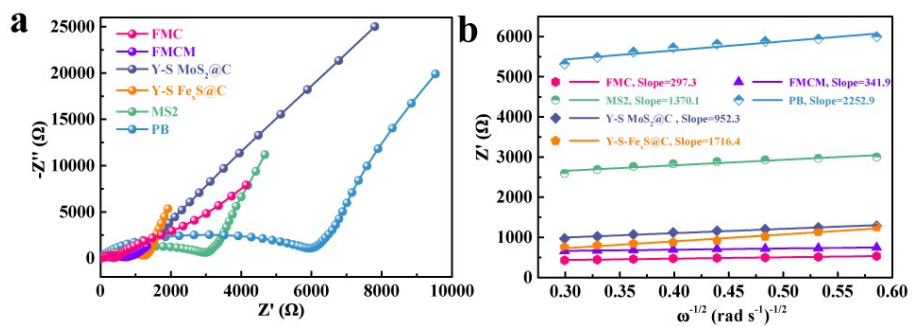 a
FMC
FMCM
Y-S MoS₂@C
Y-S FeₓS@C
MS2
PB
-Z'' (Ω)
25000
20000
15000
10000
5000
0
0 2000 4000 6000 8000 10000
Z' (Ω)
b
FMC, Slope=297.3
FMCM, Slope=341.9
MS2, Slope=1370.1
PB, Slope=2252.9
Y-S MoS₂@C , Slope=952.3
Y-S-FeₓS@C, Slope=1716.4
Z' (Ω)
6000
5000
4000
3000
2000
1000
0
0.30 0.35 0.40 0.45 0.50 0.55 0.60
ω⁻¹/² (rad s⁻¹)⁻¹/²